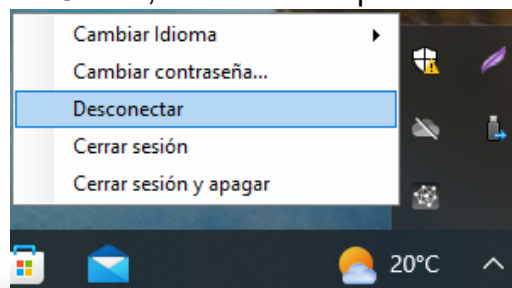 Cambiar Idioma
Cambiar contraseña...
Desconectar
Cerrar sesión
Cerrar sesión y apagar
20°C